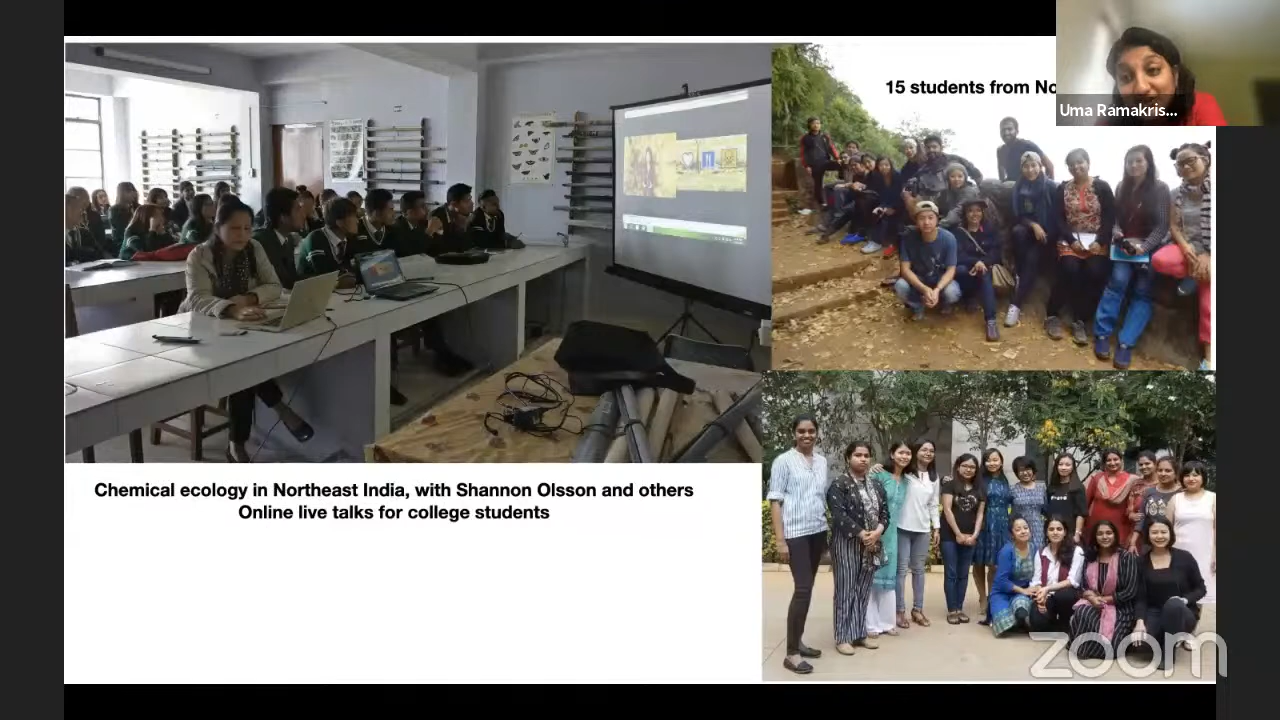 15 students from No
Uma Ramakris...
Chemical ecology in Northeast India, with Shannon Olsson and others
Online live talks for college students
zoom